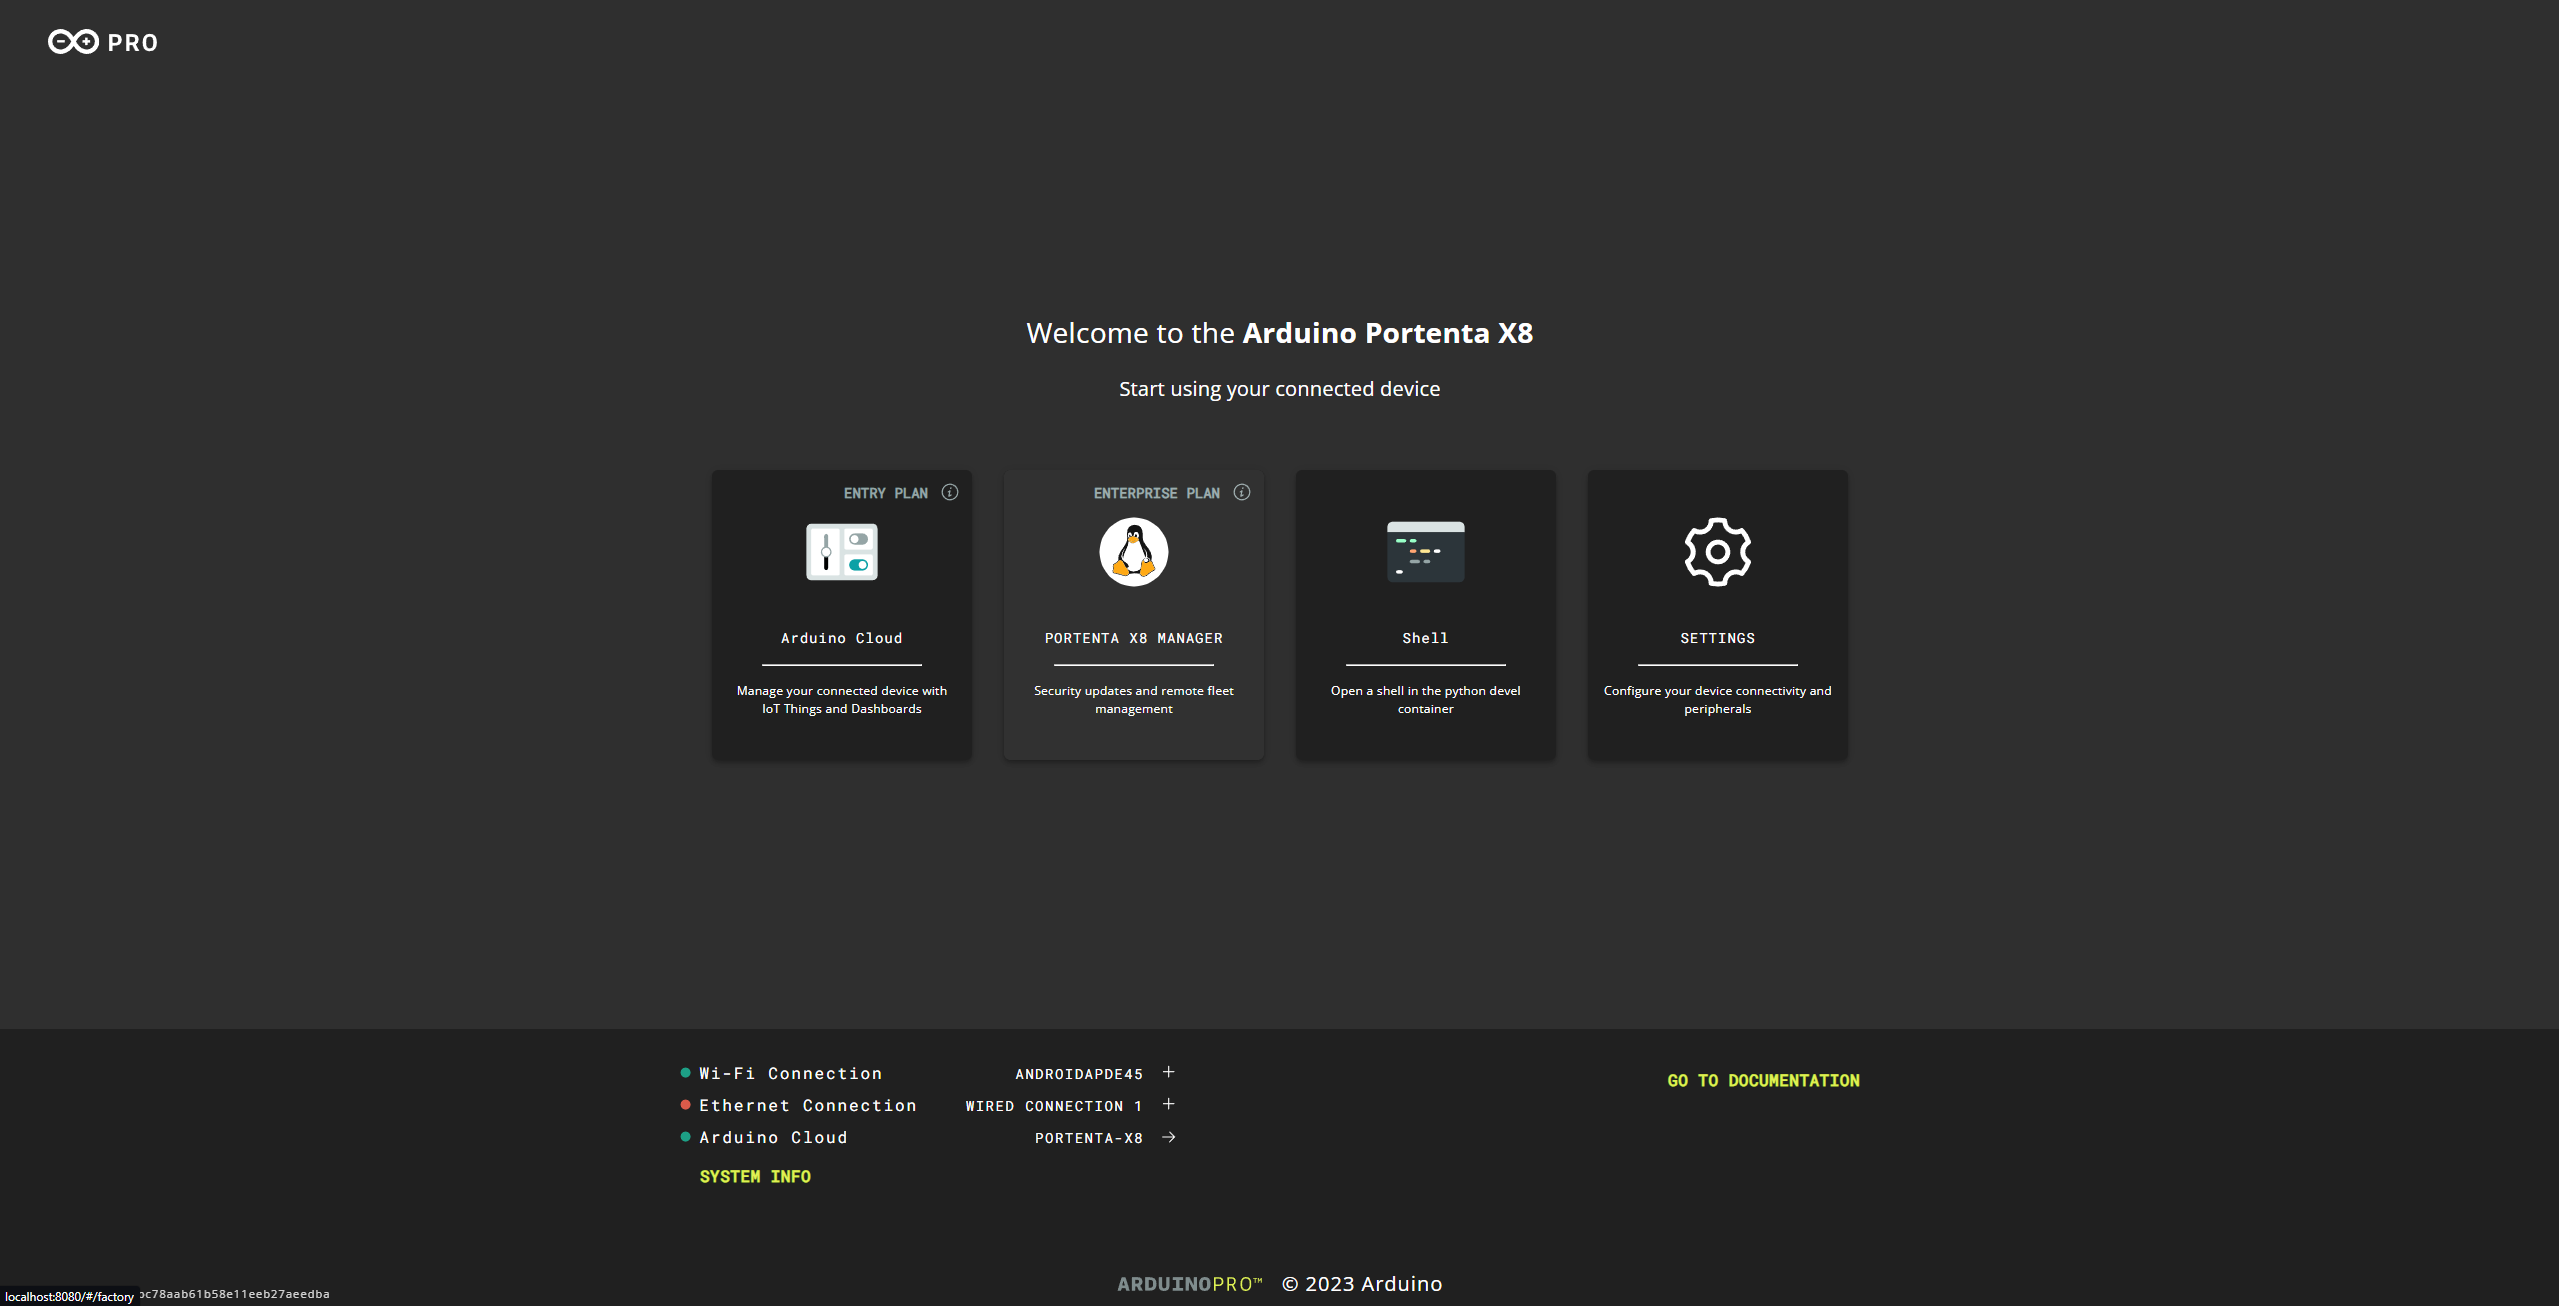 PRO
Welcome to the Arduino Portenta X8
Start using your connected device
ENTRY PLAN
Arduino Cloud
Manage your connected device with
IoT Things and Dashboards
ENTERPRISE PLAN
PORTENTA X8 MANAGER
Security updates and remote fleet
management
Shell
Open a shell in the python devel
container
SETTINGS
Configure your device connectivity and
peripherals
Wi-Fi Connection ANDROIDAPDE45 +
Ethernet Connection WIRED CONNECTION 1 +
Arduino Cloud PORTENTA-X8 →
SYSTEM INFO
GO TO DOCUMENTATION
ARDUINOPRO™ © 2023 Arduino
localhost:8080/#/factory